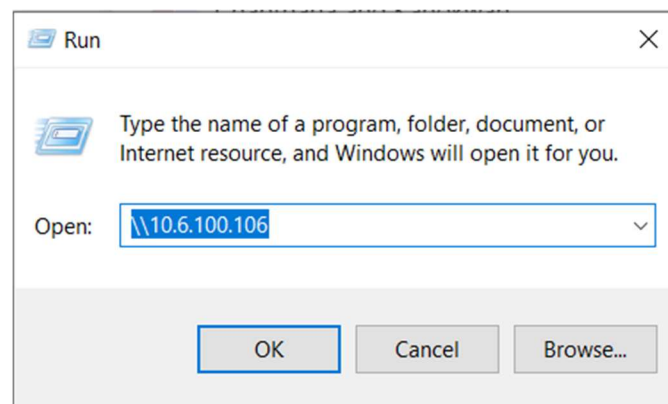 Run
Type the name of a program, folder, document, or
Internet resource, and Windows will open it for you.
Open: \\10.6.100.106
OK Cancel Browse...